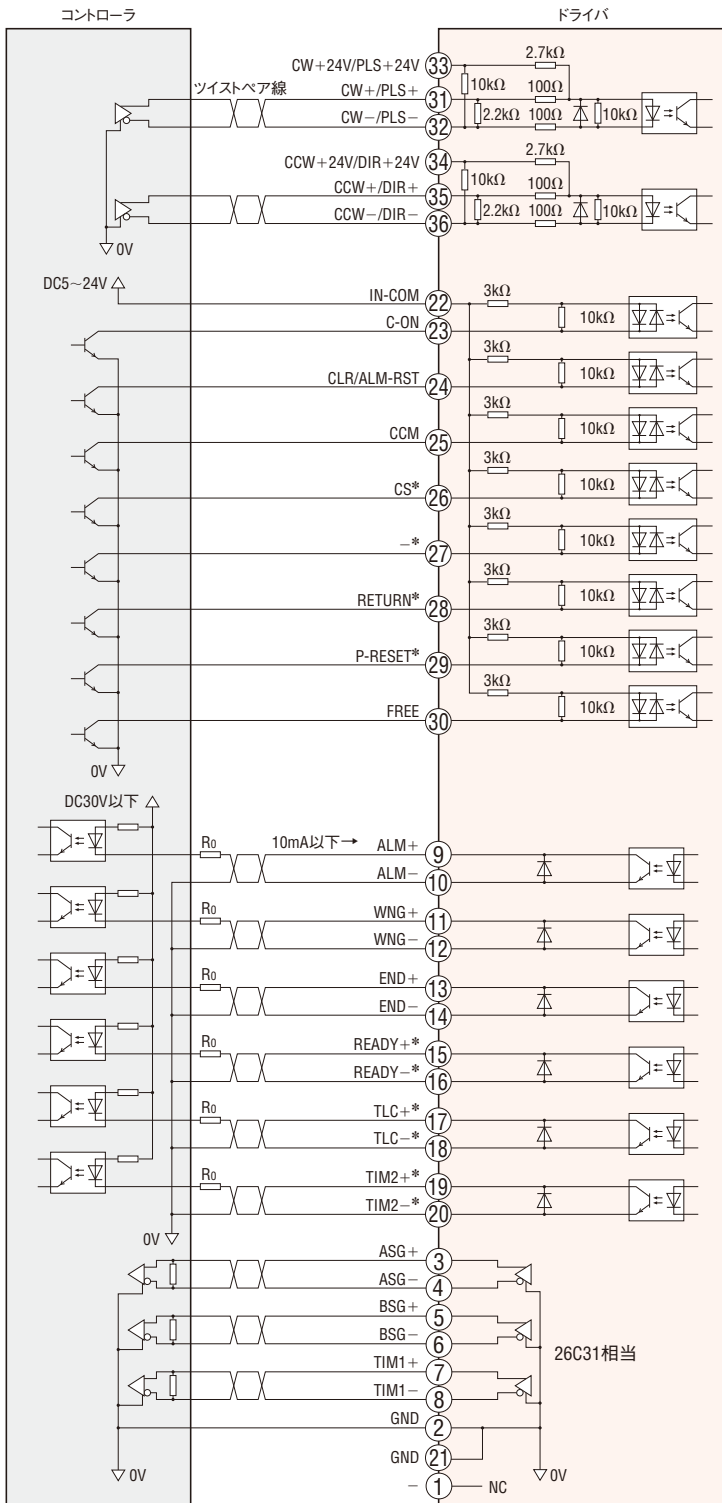 コントローラ
ドライバ
CW+24V/PLS+24V 33 2.7kΩ
10kΩ
ツイストペア線 CW+/PLS+ 31 100Ω
2.2kΩ 10kΩ
CW−/PLS− 32 100Ω
CCW+24V/DIR+24V 34 2.7kΩ
10kΩ
CCW+/DIR+ 35 100Ω
2.2kΩ 10kΩ
CCW−/DIR− 36 100Ω
0V
DC5〜24V IN-COM 22 3kΩ
10kΩ
C-ON 23
3kΩ
10kΩ
CLR/ALM-RST 24
3kΩ
10kΩ
CCM 25
3kΩ
10kΩ
CS* 26
3kΩ
10kΩ
−* 27
3kΩ
10kΩ
RETURN* 28
3kΩ
10kΩ
P-RESET* 29
3kΩ
10kΩ
FREE 30
0V
DC30V以下
R0 10mA以下→ ALM+ 9
ALM− 10
R0 WNG+ 11
WNG− 12
R0 END+ 13
END− 14
R0 READY+* 15
READY−* 16
R0 TLC+* 17
TLC−* 18
R0 TIM2+* 19
TIM2−* 20
0V
ASG+ 3
ASG− 4
BSG+ 5
BSG− 6
26C31相当
TIM1+ 7
TIM1− 8
GND 2
GND 21
0V
0V
− 1 NC